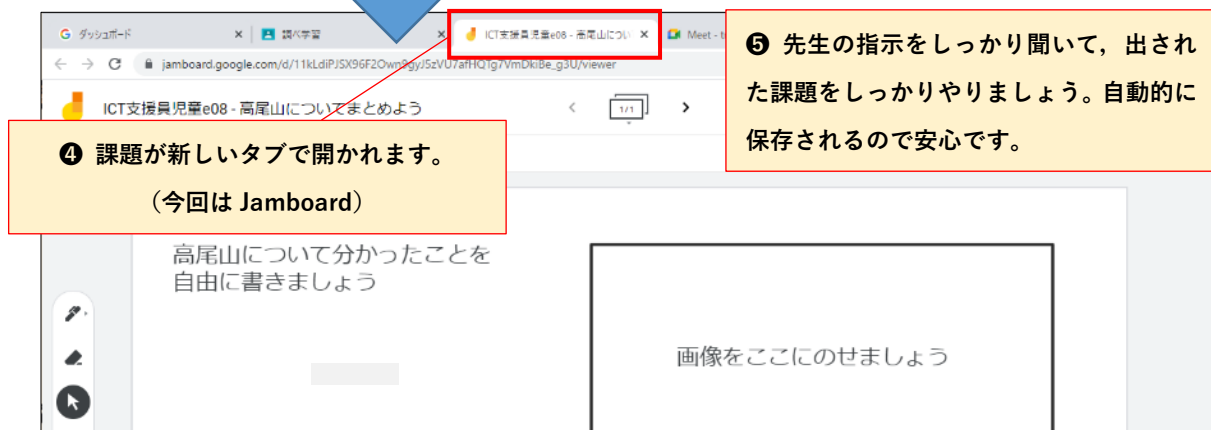 ダッシュボード
調べ学習
ICT支援員児童e08 - 高尾山につい
Meet - t
jamboard.google.com/d/11kLdiPJSX96F2Own9gyJ5zVU7afHQTg7VmDkiBe_g3U/viewer
ICT支援員児童e08 - 高尾山についてまとめよう
1/1
❹ 課題が新しいタブで開かれます。
(今回は Jamboard)
❺ 先生の指示をしっかり聞いて，出され
た課題をしっかりやりましょう。自動的に
保存されるので安心です。
高尾山について分かったことを
自由に書きましょう
画像をここにのせましょう